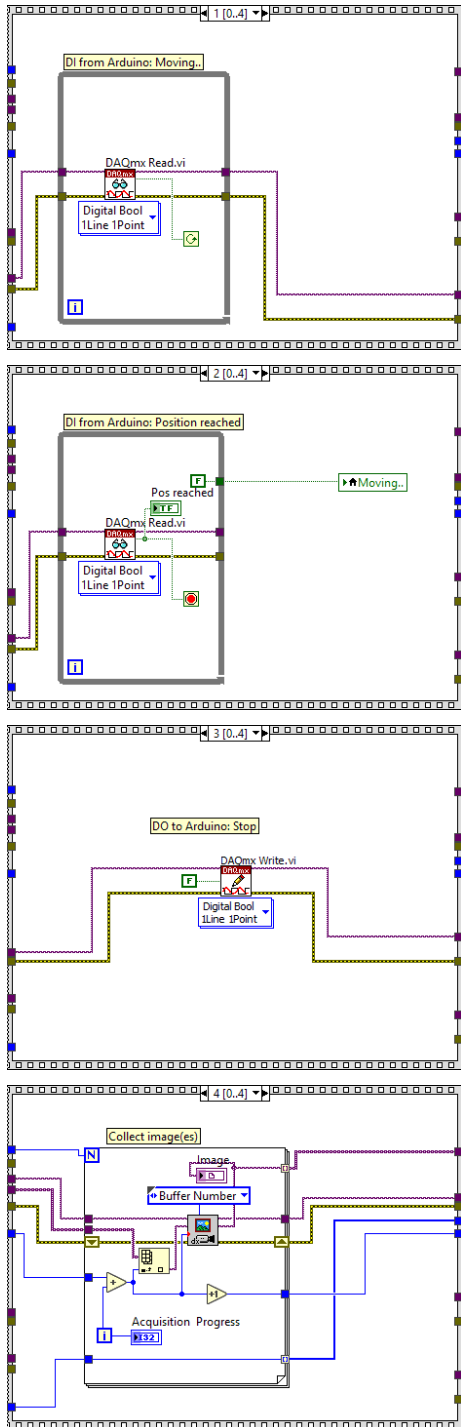 1 [0..4]
DI from Arduino: Moving..
DAQmx Read.vi
DAQmx
Digital Bool
1Line 1Point
i
2 [0..4]
DI from Arduino: Position reached
F
Moving..
Pos reached
TF
DAQmx Read.vi
DAQmx
Digital Bool
1Line 1Point
i
3 [0..4]
DO to Arduino: Stop
DAQmx Write.vi
DAQmx
F
Digital Bool
1Line 1Point
4 [0..4]
Collect image(es)
N
Image
Buffer Number
dx
+
+1
i
Acquisition Progress
I32